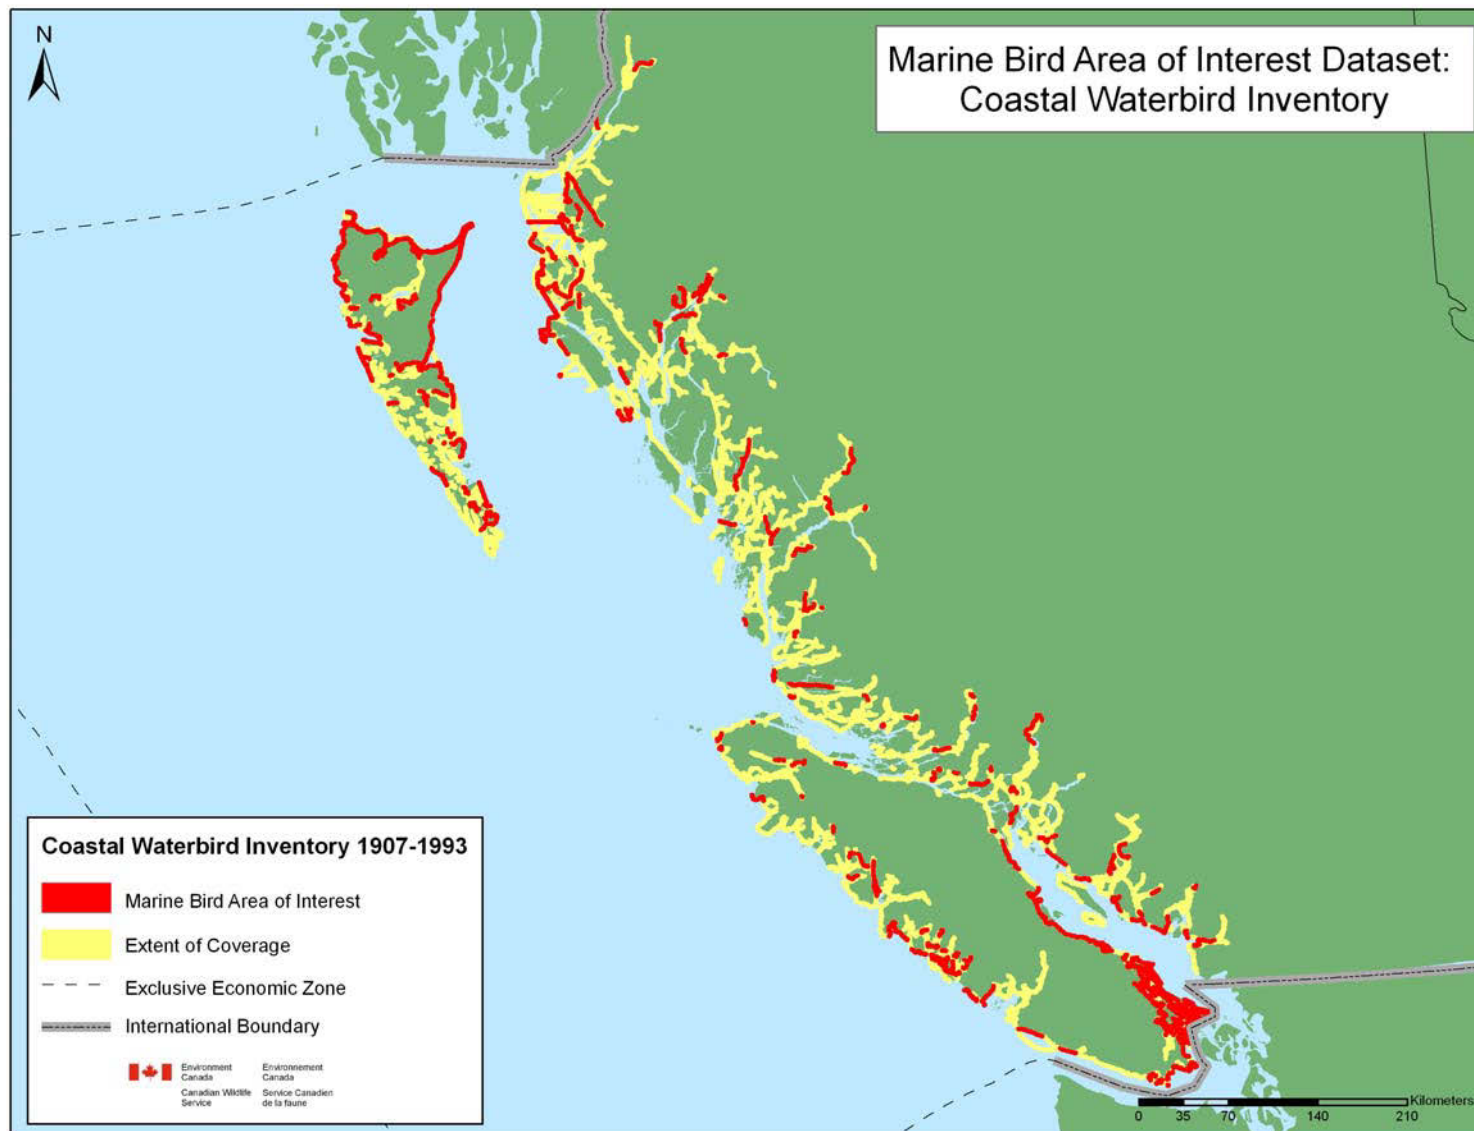 N
Marine Bird Area of Interest Dataset:
Coastal Waterbird Inventory
Coastal Waterbird Inventory 1907-1993
Marine Bird Area of Interest
Extent of Coverage
Exclusive Economic Zone
International Boundary
Environment Environnement
Canada Canada
Canadian Wildlife Service Canadien
Service de la faune
Kilometers
0 35 70 140 210